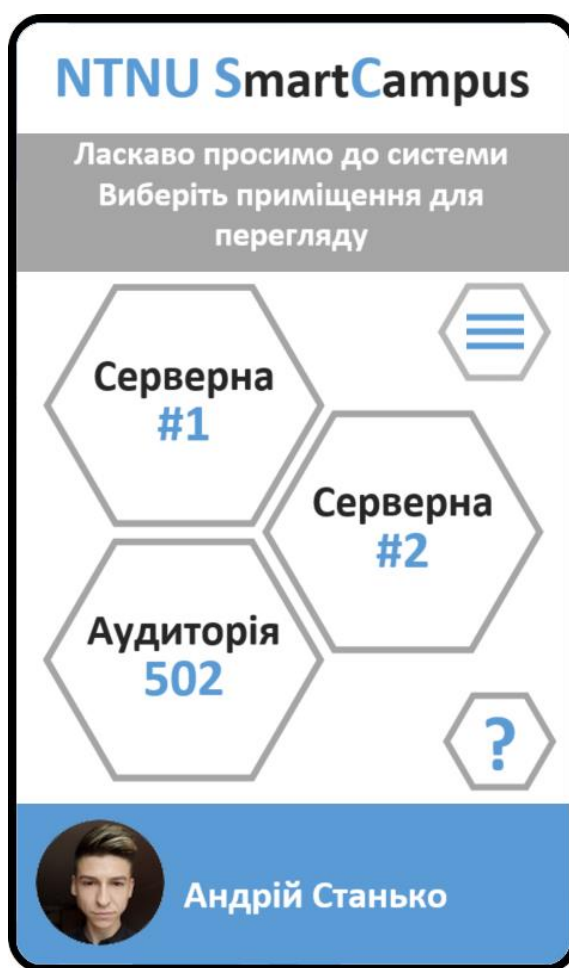 NTNU SmartCampus
Ласкаво просимо до системи
Виберіть приміщення для
перегляду
Серверна
#1
Серверна
#2
Аудиторія
502
?
Андрій Станько